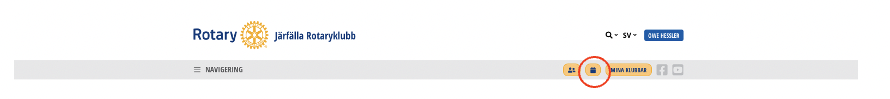 Rotary Järfälla Rotaryklubb
SV
OWE HESSLER
NAVIGERING
MINA KLUBBAR